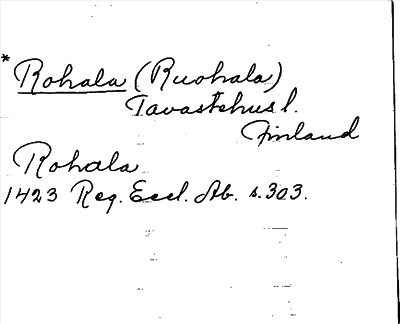 * Rohala (Ruohala)
Tavastehus l.
Finland
Rohala
1423 Reg. Eccl. Ab. s. 303.